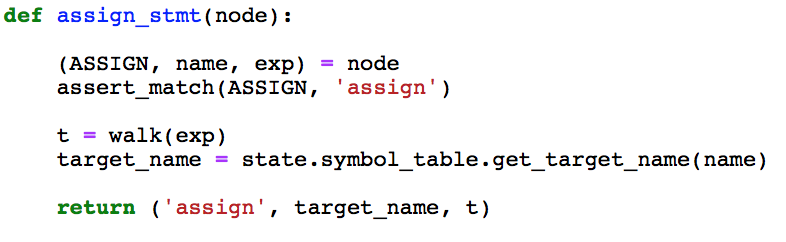 def assign_stmt(node):
(ASSIGN, name, exp) = node
assert_match(ASSIGN, 'assign')
t = walk(exp)
target_name = state.symbol_table.get_target_name(name)
return ('assign', target_name, t)